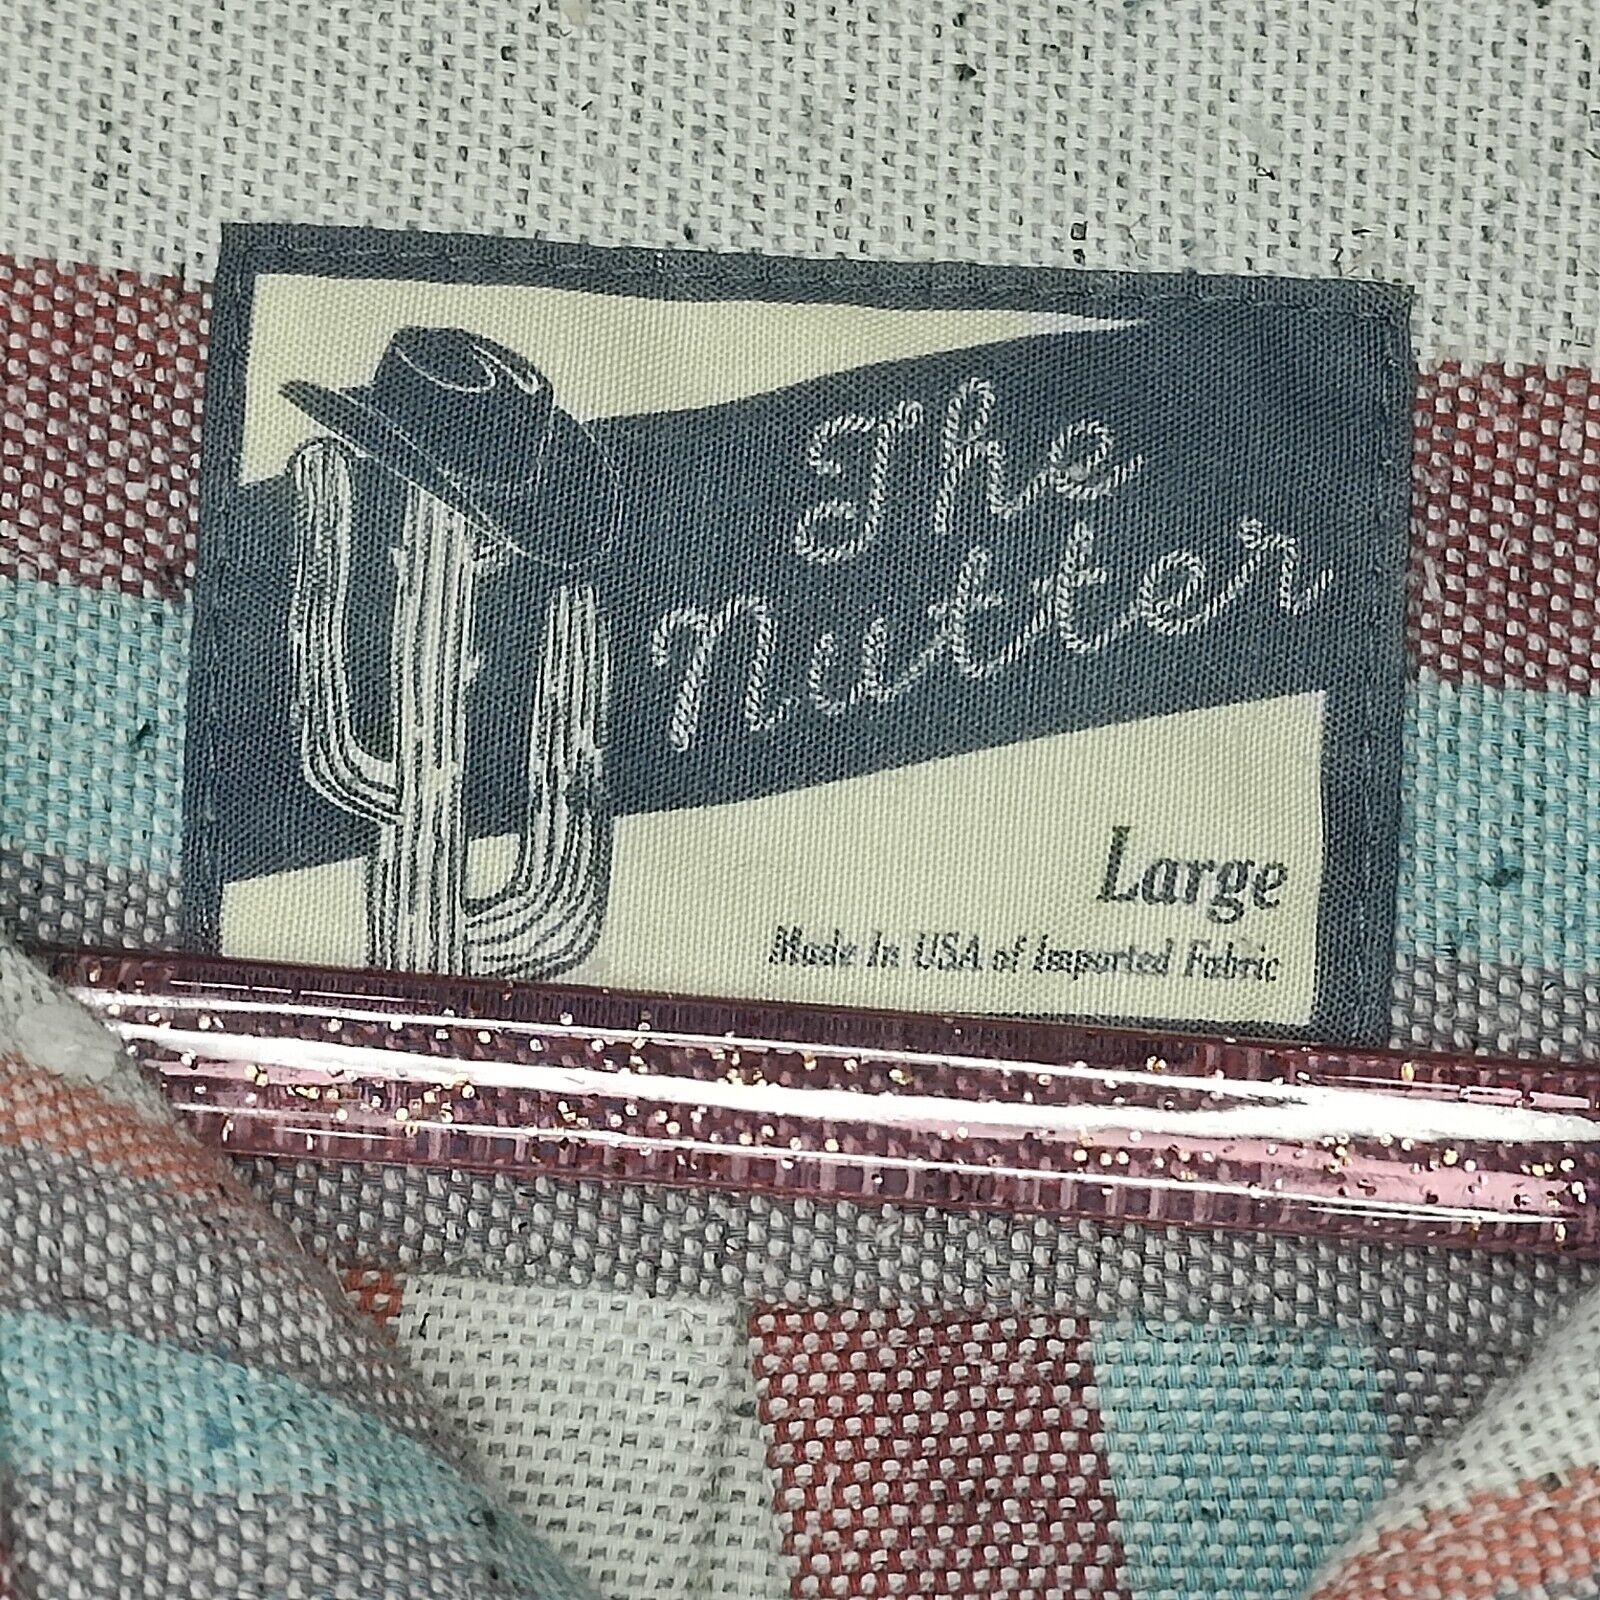 The
Nutter
Large
Made In USA of Imported Fabric